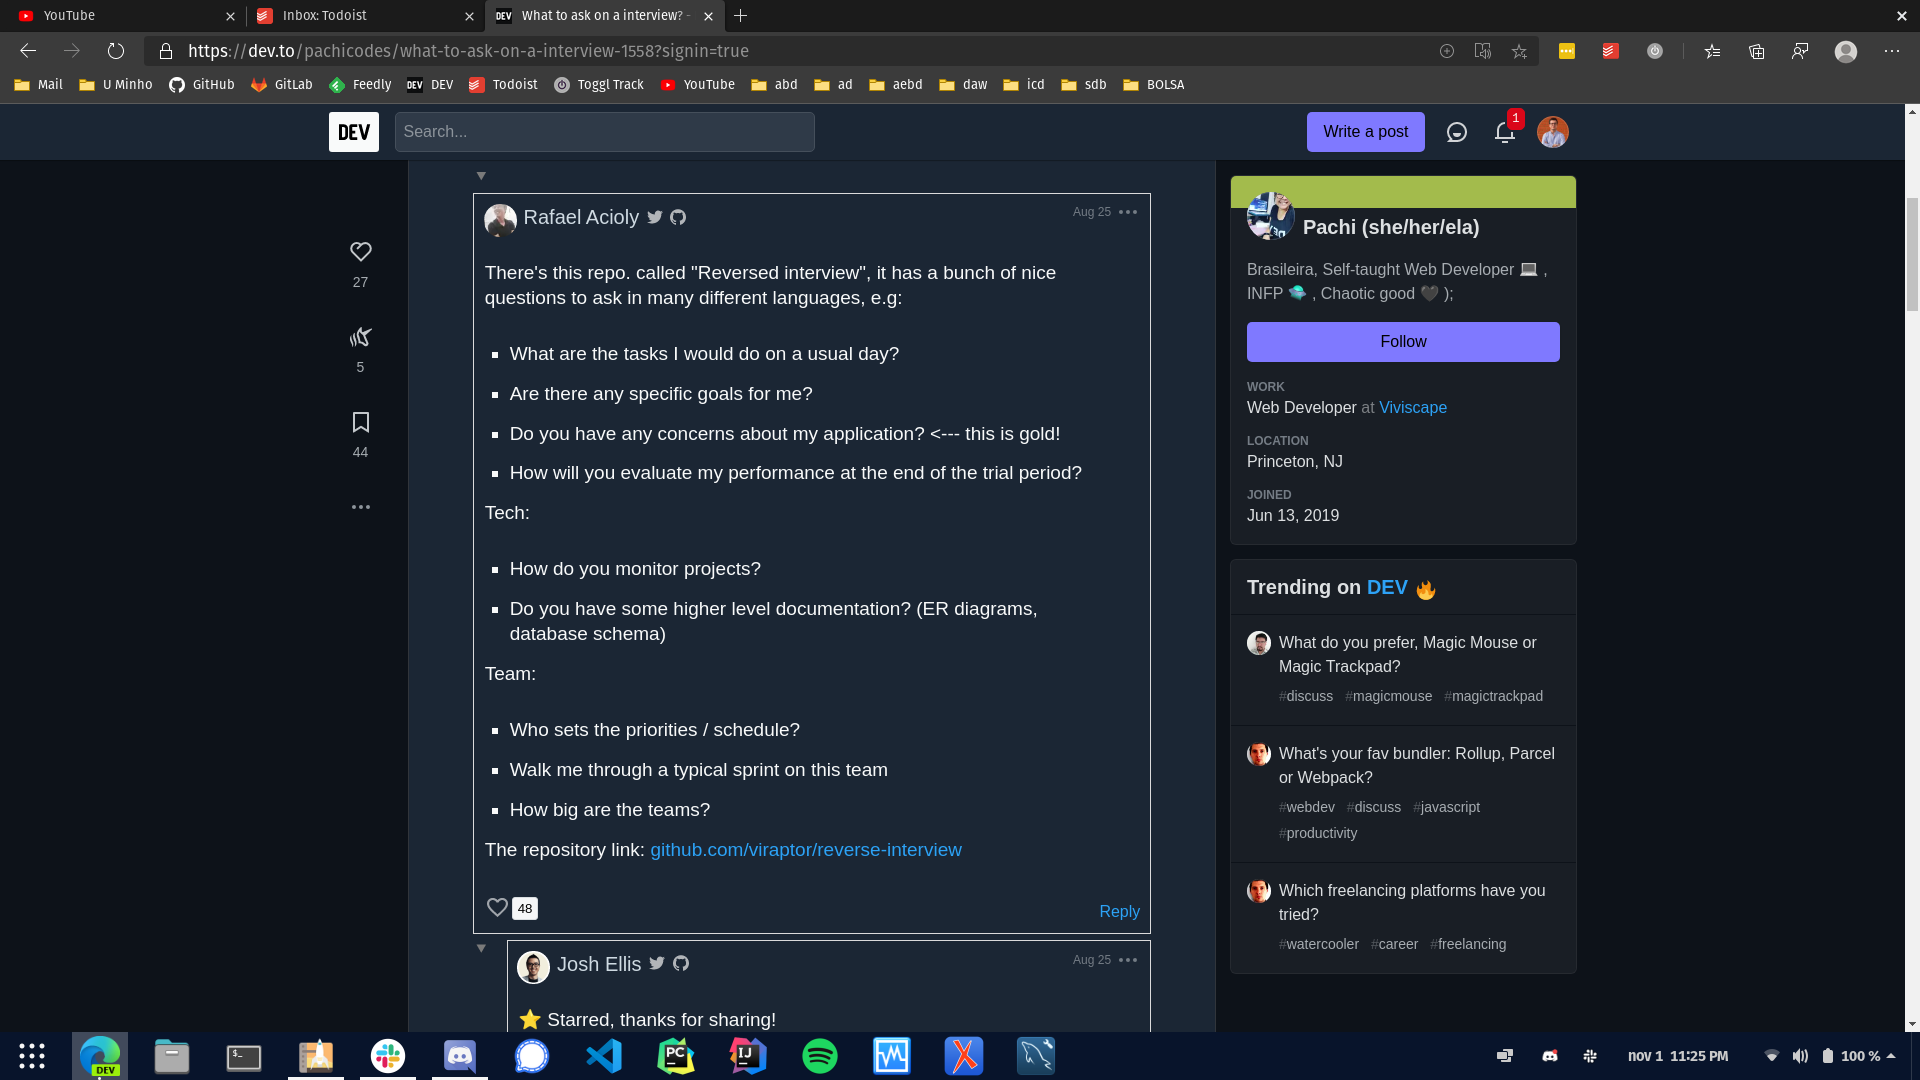 YouTube
Inbox: Todoist
DEV
What to ask on a interview? -
https://dev.to/pachicodes/what-to-ask-on-a-interview-1558?signin=true
Mail
U Minho
GitHub
GitLab
Feedly
DEV
DEV
Todoist
Toggl Track
YouTube
abd
ad
aebd
daw
icd
sdb
BOLSA
DEV
Search...
Write a post
1
27
5
44
Rafael Acioly
Aug 25
There's this repo. called "Reversed interview", it has a bunch of nice
questions to ask in many different languages, e.g:
What are the tasks I would do on a usual day?
Are there any specific goals for me?
Do you have any concerns about my application? <--- this is gold!
How will you evaluate my performance at the end of the trial period?
Tech:
How do you monitor projects?
Do you have some higher level documentation? (ER diagrams,
database schema)
Team:
Who sets the priorities / schedule?
Walk me through a typical sprint on this team
How big are the teams?
The repository link: github.com/viraptor/reverse-interview
48
Reply
Josh Ellis
Aug 25
⭐ Starred, thanks for sharing!
Pachi (she/her/ela)
Brasileira, Self-taught Web Developer 💻 ,
INFP 🛸 , Chaotic good 🖤 );
Follow
WORK
Web Developer at Viviscape
LOCATION
Princeton, NJ
JOINED
Jun 13, 2019
Trending on DEV 🔥
What do you prefer, Magic Mouse or
Magic Trackpad?
#discuss #magicmouse #magictrackpad
What's your fav bundler: Rollup, Parcel
or Webpack?
#webdev #discuss #javascript
#productivity
Which freelancing platforms have you
tried?
#watercooler #career #freelancing
DEV
$_
PC
IJ
nov 1 11:25 PM
100 %